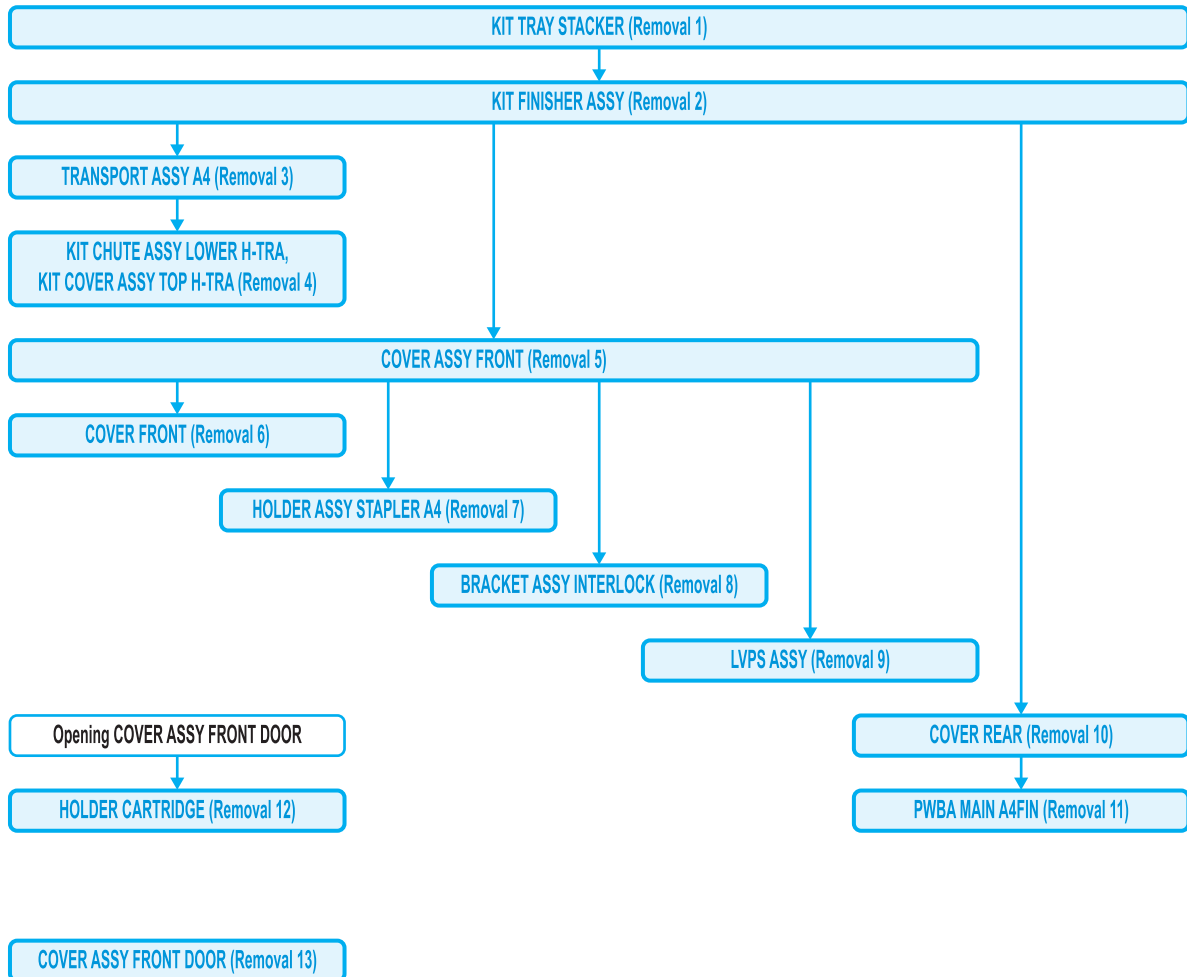 KIT TRAY STACKER (Removal 1)
KIT FINISHER ASSY (Removal 2)
TRANSPORT ASSY A4 (Removal 3)
KIT CHUTE ASSY LOWER H-TRA,
KIT COVER ASSY TOP H-TRA (Removal 4)
COVER ASSY FRONT (Removal 5)
COVER FRONT (Removal 6)
HOLDER ASSY STAPLER A4 (Removal 7)
BRACKET ASSY INTERLOCK (Removal 8)
LVPS ASSY (Removal 9)
Opening COVER ASSY FRONT DOOR
COVER REAR (Removal 10)
HOLDER CARTRIDGE (Removal 12)
PWBA MAIN A4FIN (Removal 11)
COVER ASSY FRONT DOOR (Removal 13)